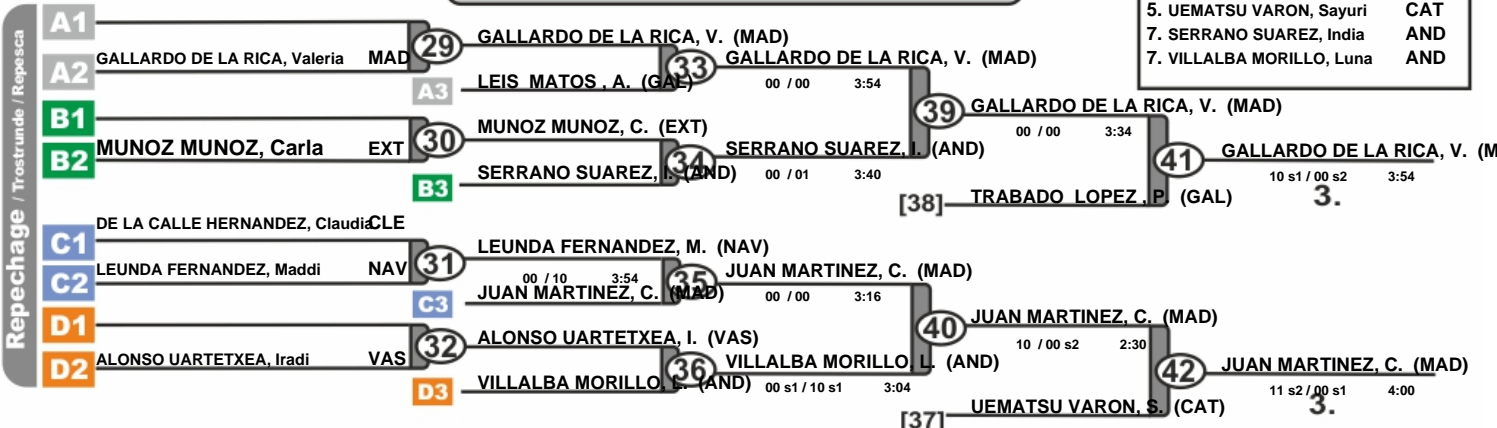 Repechage / Trostrunde / Repesca
5. UEMATSU VARON, Sayuri CAT
7. SERRANO SUAREZ, India AND
7. VILLALBA MORILLO, Luna AND
A1
A2 GALLARDO DE LA RICA, Valeria MAD
29
GALLARDO DE LA RICA, V. (MAD)
A3 LEIS MATOS , A. (GAL)
33
GALLARDO DE LA RICA, V. (MAD)
00 / 00 3:54
B1
B2 MUNOZ MUNOZ, Carla EXT
30
MUNOZ MUNOZ, C. (EXT)
B3 SERRANO SUAREZ, I. (AND)
34
SERRANO SUAREZ, I. (AND)
00 / 01 3:40
39
GALLARDO DE LA RICA, V. (MAD)
00 / 00 3:34
[38] TRABADO LOPEZ , P. (GAL)
41
GALLARDO DE LA RICA, V. (M
10 s1 / 00 s2 3:54
3.
C1 DE LA CALLE HERNANDEZ, Claudia CLE
C2 LEUNDA FERNANDEZ, Maddi NAV
31
LEUNDA FERNANDEZ, M. (NAV)
00 / 10 3:54
C3 JUAN MARTINEZ, C. (MAD)
35
JUAN MARTINEZ, C. (MAD)
00 / 00 3:16
D1
D2 ALONSO UARTETXEA, Iradi VAS
32
ALONSO UARTETXEA, I. (VAS)
D3 VILLALBA MORILLO, L. (AND)
36
VILLALBA MORILLO, L. (AND)
00 s1 / 10 s1 3:04
40
JUAN MARTINEZ, C. (MAD)
10 / 00 s2 2:30
[37] UEMATSU VARON, S. (CAT)
42
JUAN MARTINEZ, C. (MAD)
11 s2 / 00 s1 4:00
3.